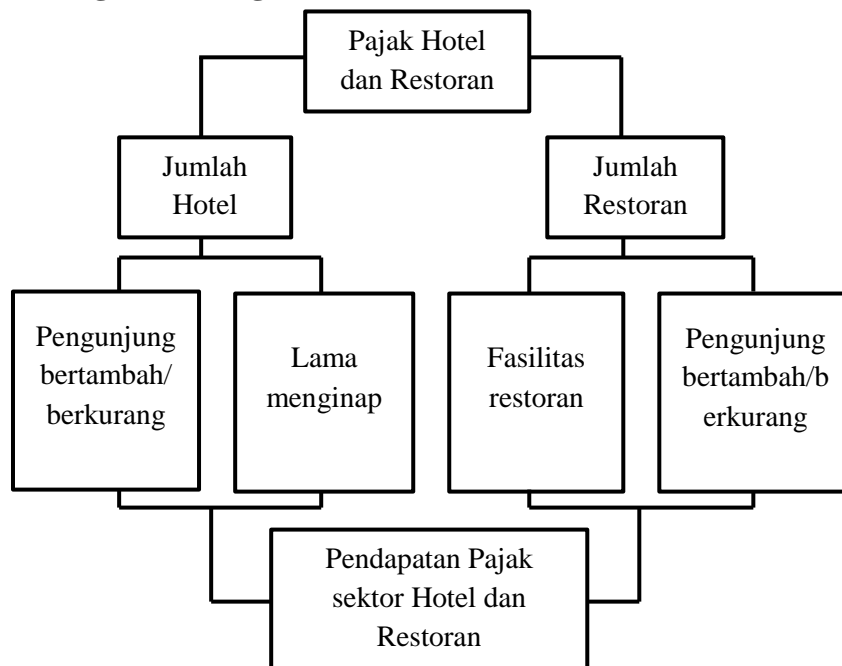 Pajak Hotel
dan Restoran
Jumlah
Hotel
Jumlah
Restoran
Pengunjung
bertambah/
berkurang
Lama
menginap
Fasilitas
restoran
Pengunjung
bertambah/b
erkurang
Pendapatan Pajak
sektor Hotel dan
Restoran